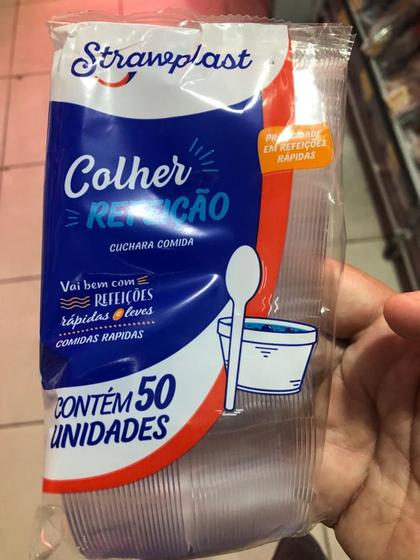 Strawplast
PRATICIDADE
EM REFEIÇÕES
RÁPIDAS
Colher
REFEIÇÃO
CUCHARA COMIDA
Vai bem com
REFEIÇÕES
rápidas e leves
COMIDAS RAPIDAS
CONTÉM 50
UNIDADES